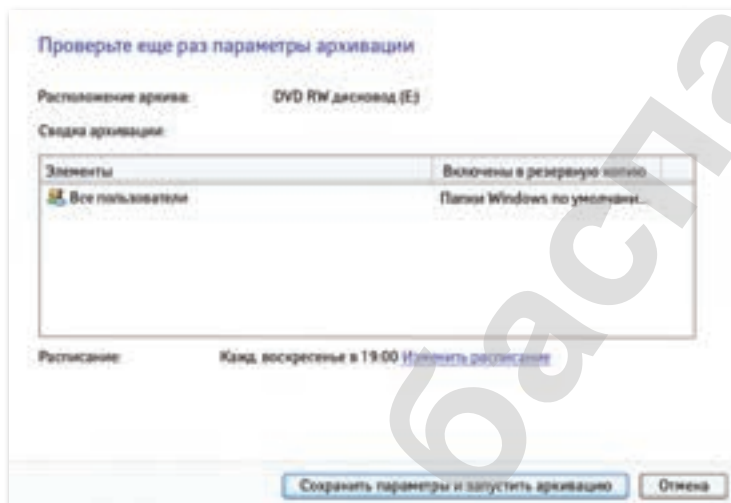 Проверьте еще раз параметры архивации
Расположение архива: DVD RW дисковод (E:)
Сводка архивации:
Элементы Включены в резервную копию
Все пользователи Папки Windows по умолчани...
Расписание: Кажд. воскресенье в 19:00 Изменить расписание
Сохранить параметры и запустить архивацию Отмена
баспа